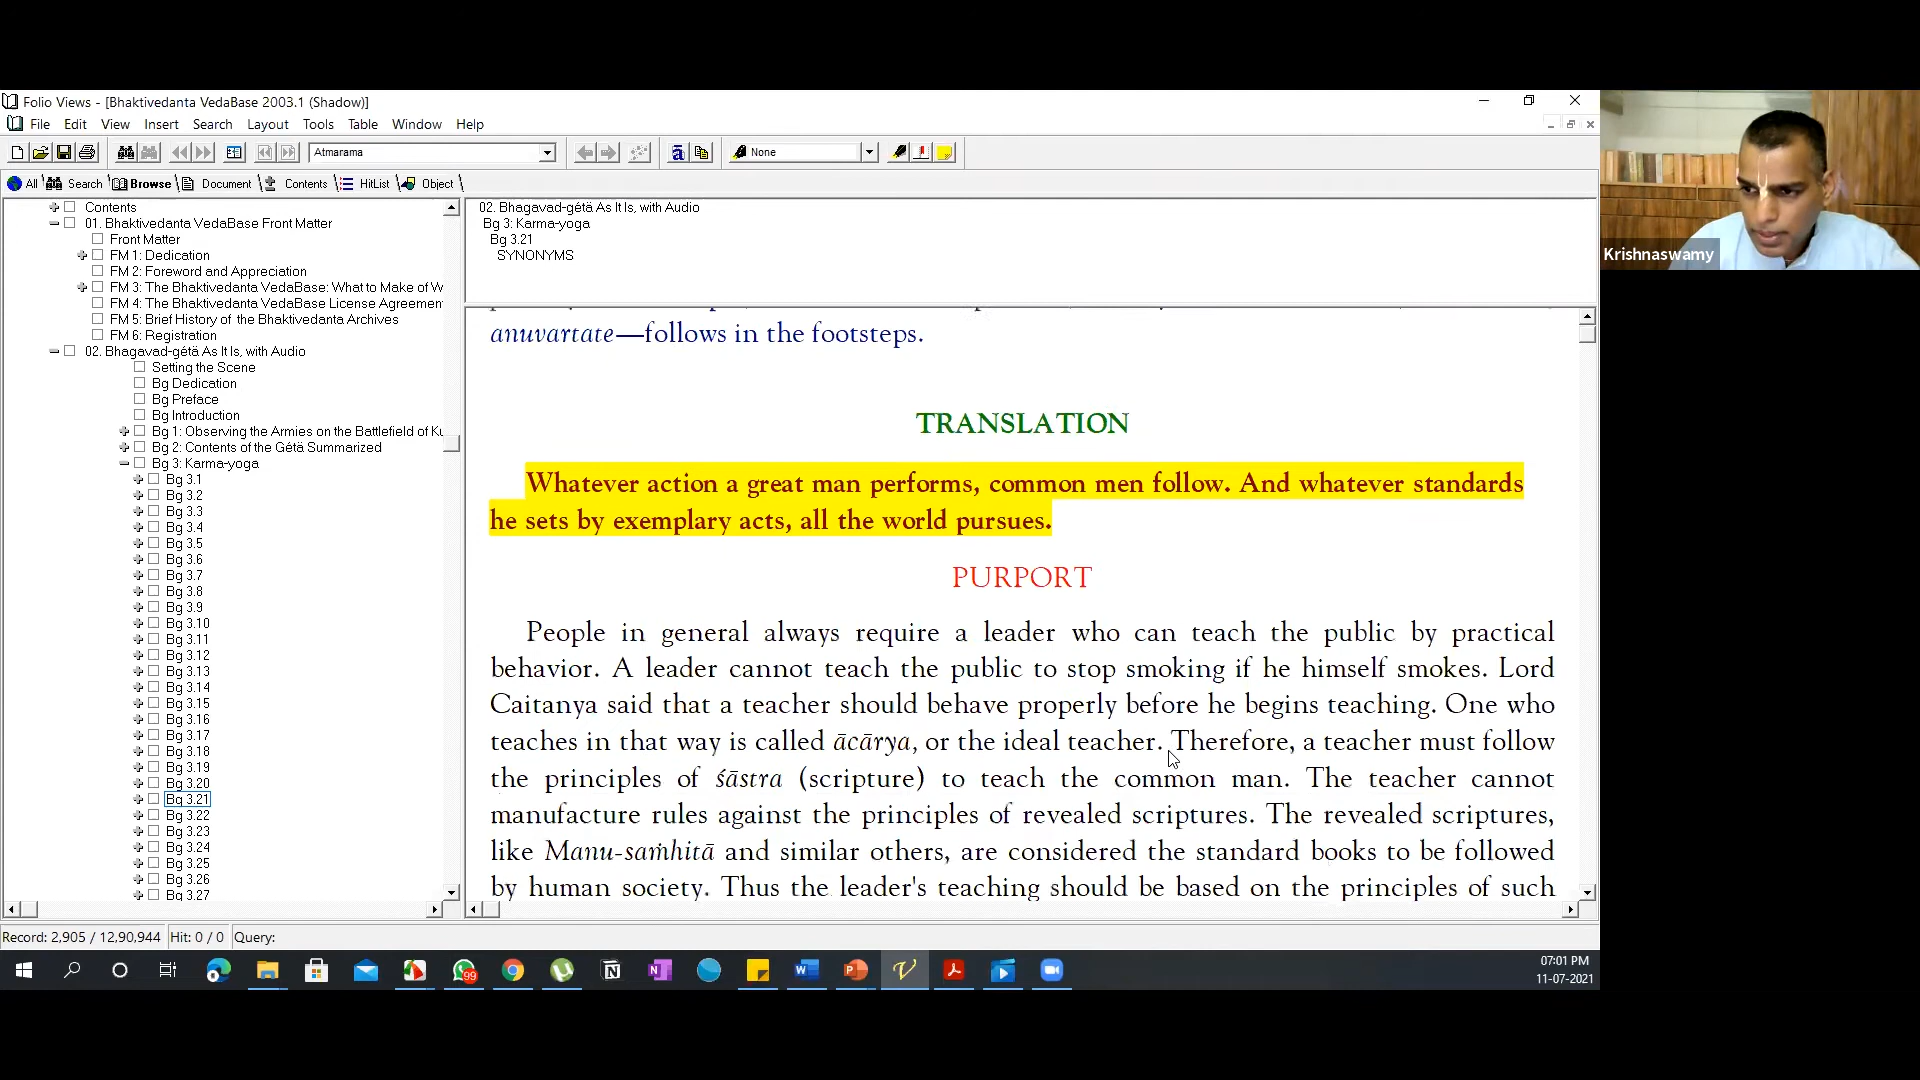 Folio Views - [Bhaktivedanta VedaBase 2003.1 (Shadow)]
File Edit View Insert Search Layout Tools Table Window Help
Atmarama
None
All Search Browse Document Contents HitList Object
Contents
01. Bhaktivedanta VedaBase Front Matter
Front Matter
FM 1: Dedication
FM 2: Foreword and Appreciation
FM 3: The Bhaktivedanta VedaBase: What to Make of W
FM 4: The Bhaktivedanta VedaBase License Agreemen
FM 5: Brief History of the Bhaktivedanta Archives
FM 6: Registration
02. Bhagavad-gétä As It Is, with Audio
Setting the Scene
Bg Dedication
Bg Preface
Bg Introduction
Bg 1: Observing the Armies on the Battlefield of Ku
Bg 2: Contents of the Gétä Summarized
Bg 3: Karma-yoga
Bg 3.1
Bg 3.2
Bg 3.3
Bg 3.4
Bg 3.5
Bg 3.6
Bg 3.7
Bg 3.8
Bg 3.9
Bg 3.10
Bg 3.11
Bg 3.12
Bg 3.13
Bg 3.14
Bg 3.15
Bg 3.16
Bg 3.17
Bg 3.18
Bg 3.19
Bg 3.20
Bg 3.21
Bg 3.22
Bg 3.23
Bg 3.24
Bg 3.25
Bg 3.26
Bg 3.27
02. Bhagavad-gétä As It Is, with Audio
Bg 3: Karma-yoga
Bg 3.21
SYNONYMS
anuvartate—follows in the footsteps.
TRANSLATION
Whatever action a great man performs, common men follow. And whatever standards
he sets by exemplary acts, all the world pursues.
PURPORT
People in general always require a leader who can teach the public by practical
behavior. A leader cannot teach the public to stop smoking if he himself smokes. Lord
Caitanya said that a teacher should behave properly before he begins teaching. One who
teaches in that way is called ācārya, or the ideal teacher. Therefore, a teacher must follow
the principles of śāstra (scripture) to teach the common man. The teacher cannot
manufacture rules against the principles of revealed scriptures. The revealed scriptures,
like Manu-saṁhitā and similar others, are considered the standard books to be followed
by human society. Thus the leader's teaching should be based on the principles of such
Krishnaswamy
Record: 2,905 / 12,90,944 Hit: 0 / 0 Query:
99
07:01 PM
11-07-2021